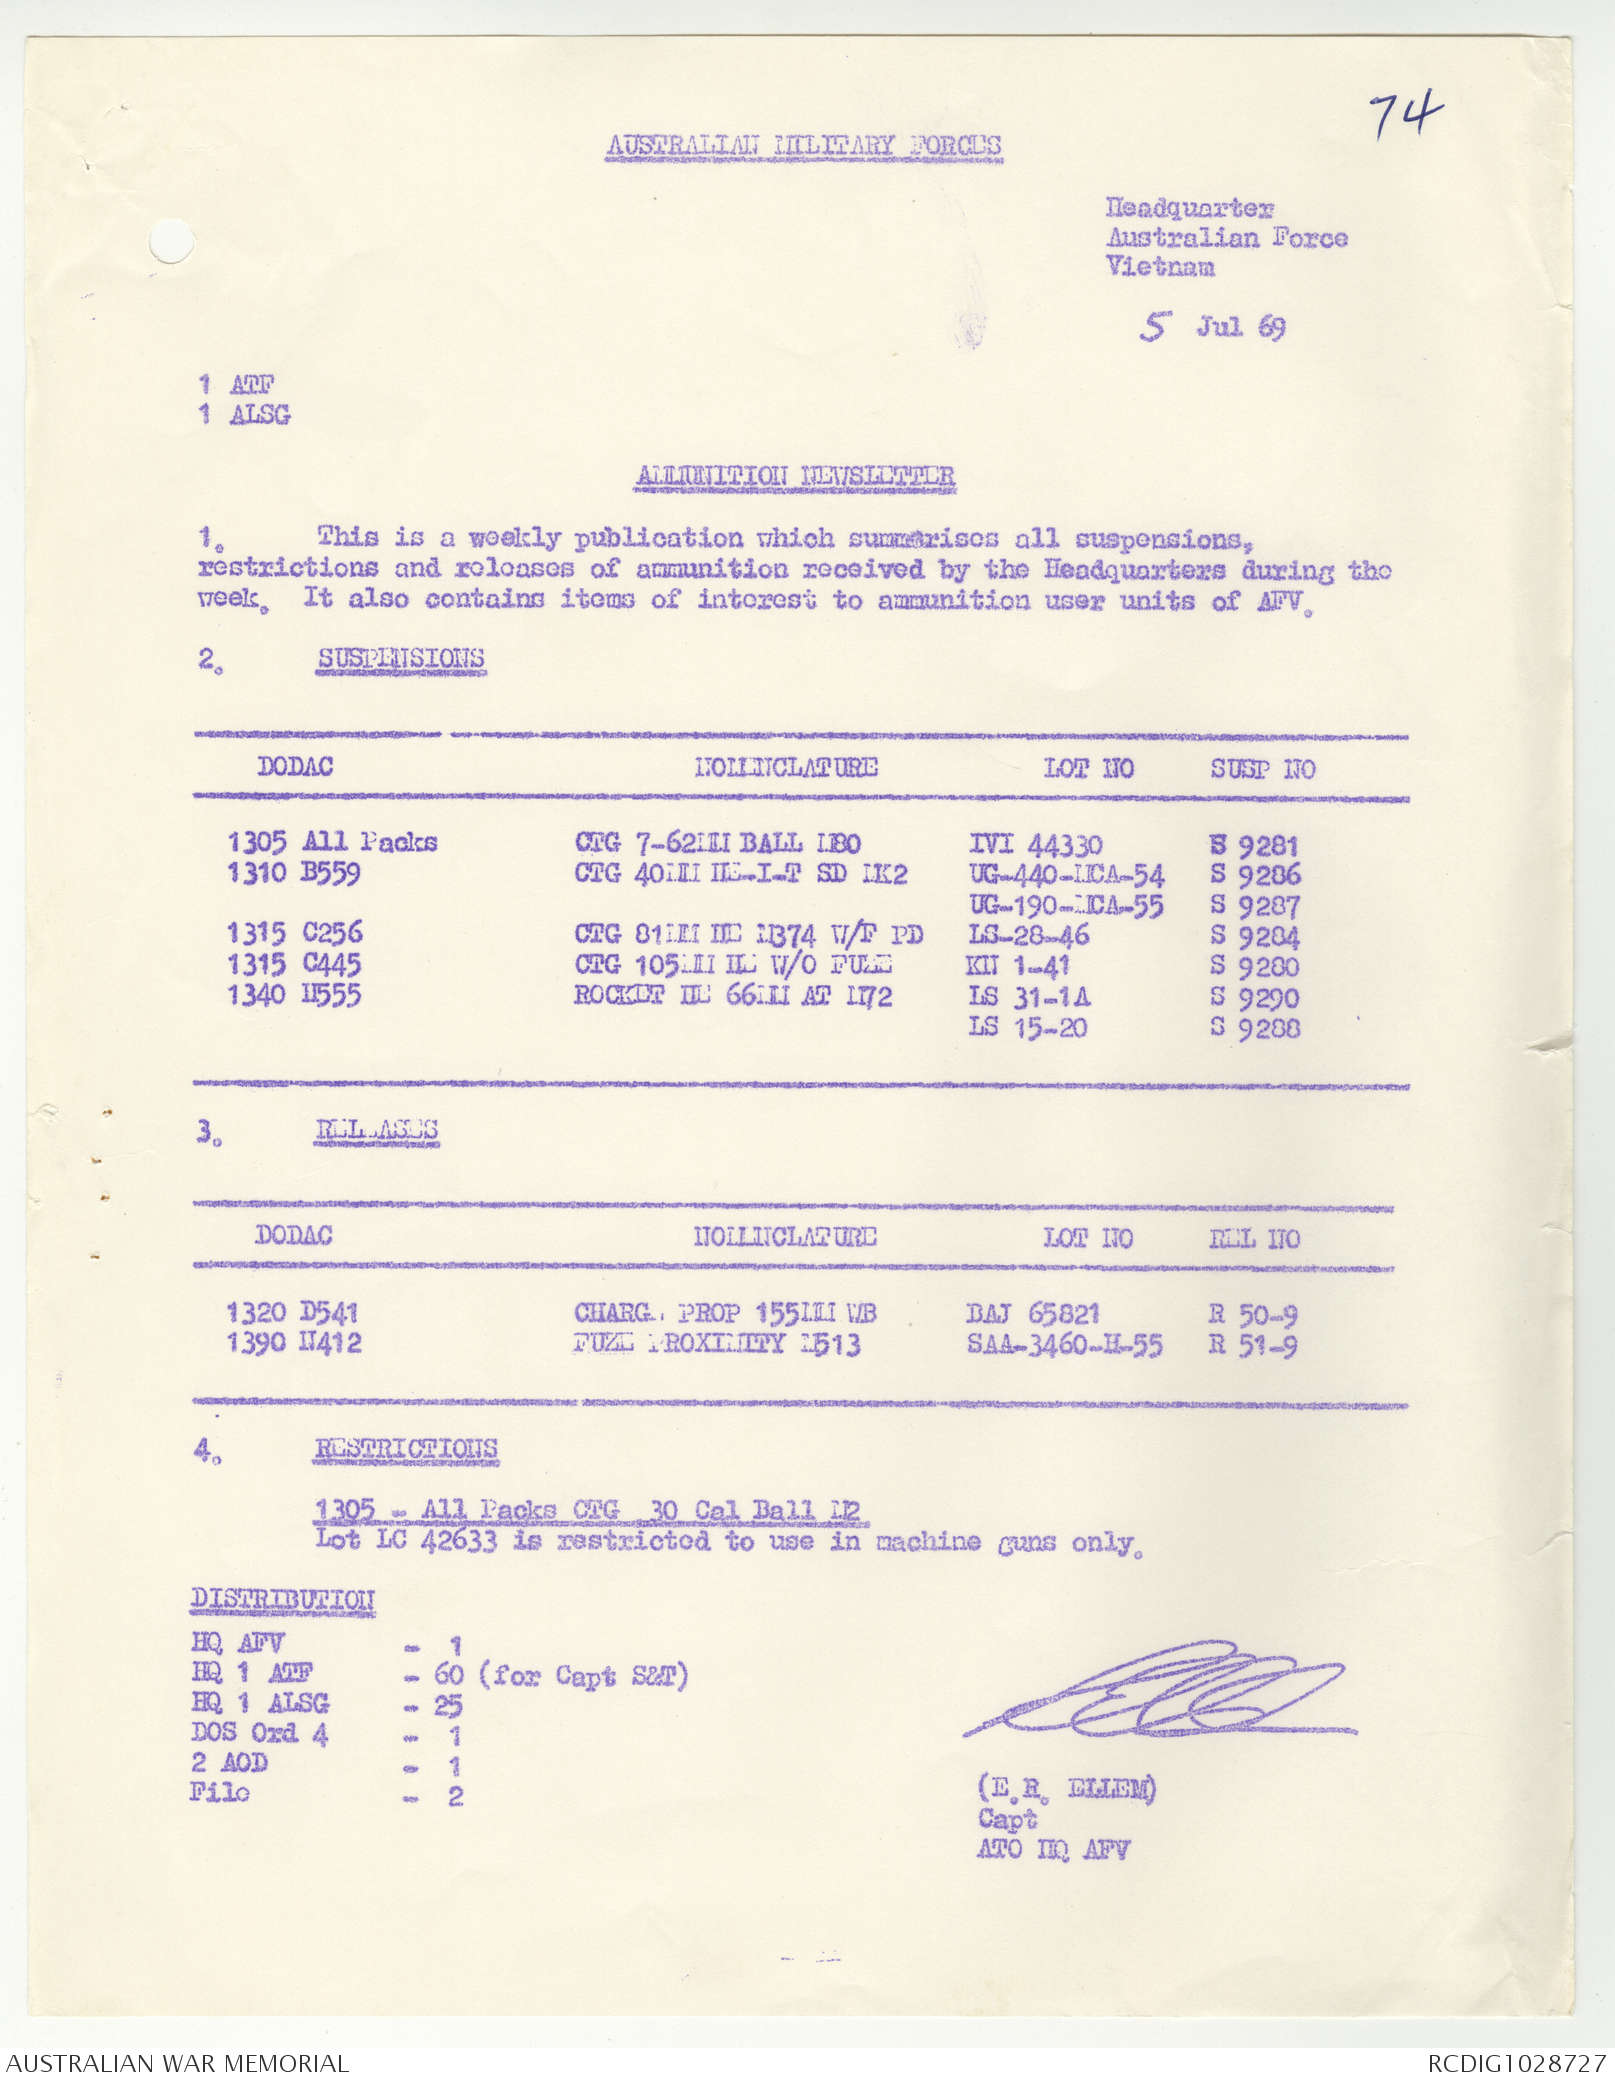 74
AUSTRALIAN MILITARY FORCES
Headquarter
Australian Force
Vietnam
5 Jul 69
1 ATF
1 ALSG
AMMUNITION NEWSLETTER
1. This is a weekly publication which summarises all suspensions,
restrictions and releases of ammunition received by the Headquarters during the
week. It also contains items of interest to ammunition user units of AFV.
2. SUSPENSIONS
DODAC NOMENCLATURE LOT NO SUSP NO
1305 All Packs CTG 7-62MM BALL M80 IVI 44330 S 9281
1310 B559 CTG 40MM HE-I-T SD MK2 UG-440-MCA-54 S 9286
UG-190-MCA-55 S 9287
1315 C256 CTG 81MM HE M374 W/F PD LS-28-46 S 9284
1315 C445 CTG 105MM HE W/O FUZE KN 1-41 S 9280
1340 H555 ROCKET HE 66MM AT M72 LS 31-1A S 9290
LS 15-20 S 9288
3. RELEASES
DODAC NOMENCLATURE LOT NO REL NO
1320 D541 CHARGE PROP 155MM WB BAJ 65821 R 50-9
1390 N412 FUZE PROXIMITY M513 SAA-3460-H-55 R 51-9
4. RESTRICTIONS
1305 - All Packs CTG .30 Cal Ball M2
Lot LC 42633 is restricted to use in machine guns only.
DISTRIBUTION
HQ AFV - 1
HQ 1 ATF - 60 (for Capt S&T)
HQ 1 ALSG - 25
DOS Ord 4 - 1
2 AOD - 1
File - 2
(E.R. ELLEM)
Capt
ATO HQ AFV
AUSTRALIAN WAR MEMORIAL RCDIG1028727